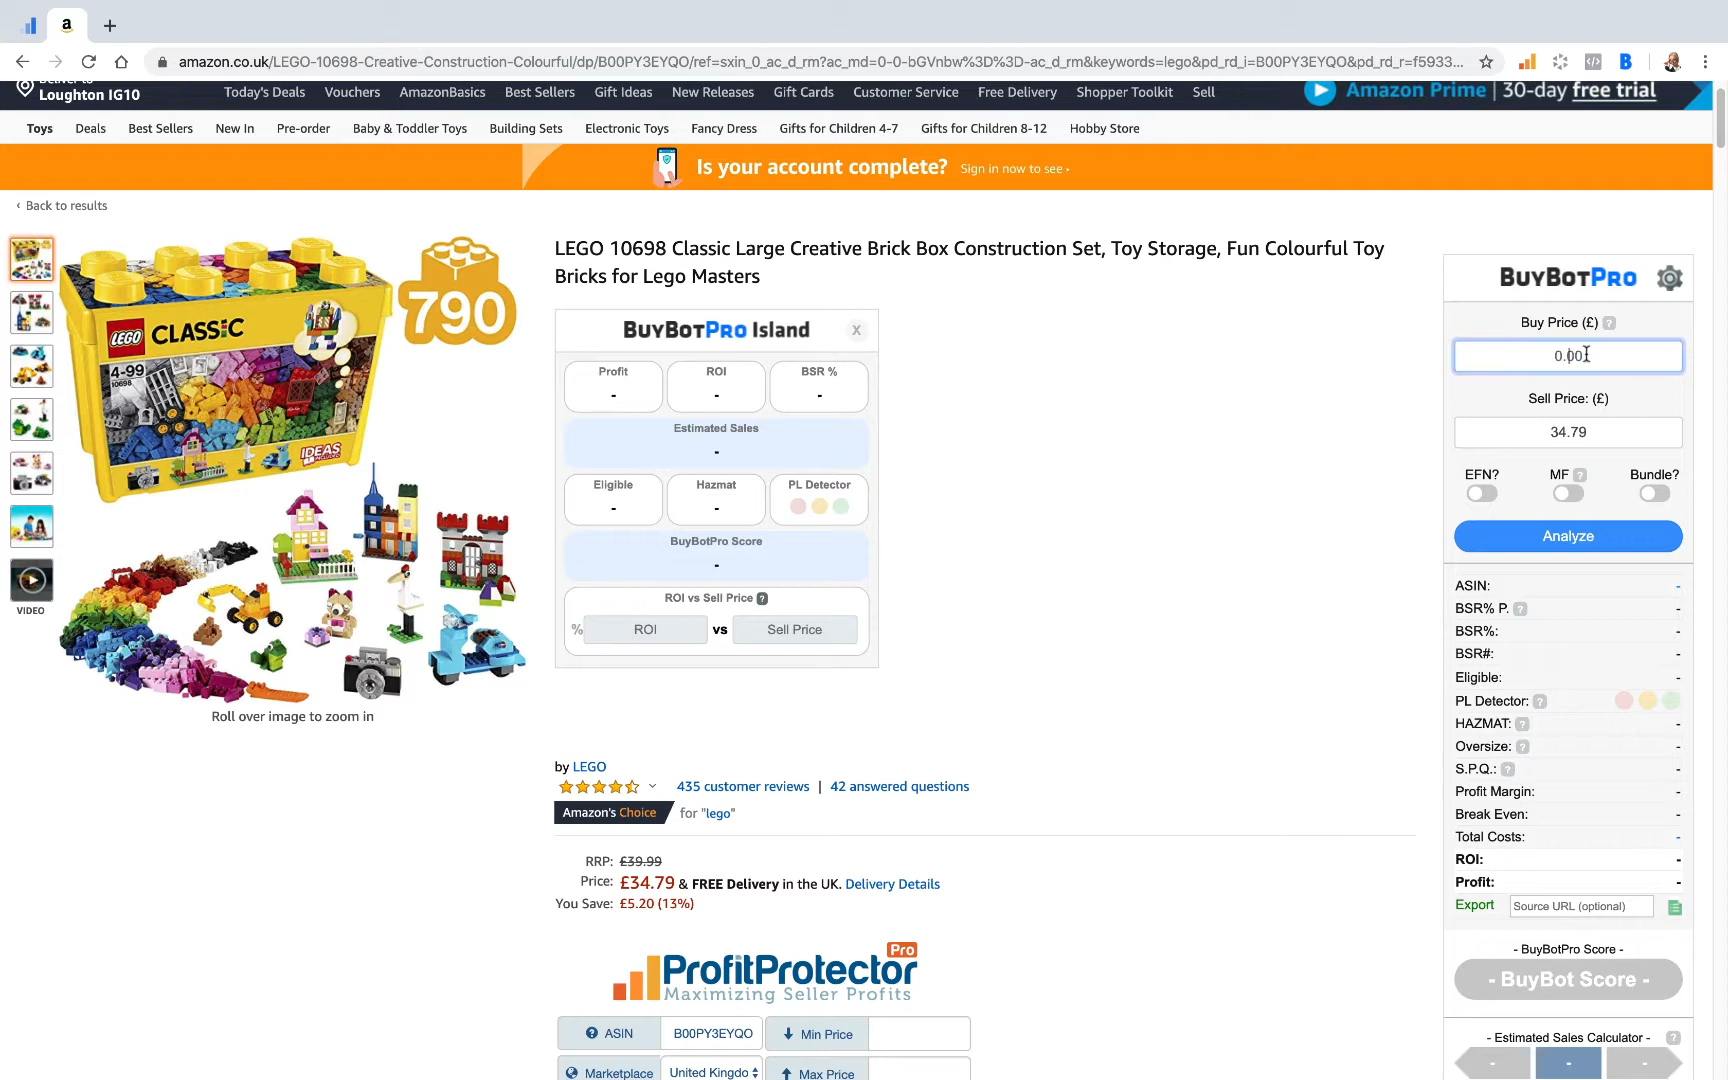 a
amazon.co.uk/LEGO-10698-Creative-Construction-Colourful/dp/B00PY3EYQO/ref=sxin_0_ac_d_rm?ac_md=0-0-bGVnbw%3D%3D-ac_d_rm&keywords=lego&pd_rd_i=B00PY3EYQO&pd_rd_r=f5933...
Deliver to
Loughton IG10
Today's Deals Vouchers AmazonBasics Best Sellers Gift Ideas New Releases Gift Cards Customer Service Free Delivery Shopper Toolkit Sell
Amazon Prime | 30-day free trial
Toys Deals Best Sellers New In Pre-order Baby & Toddler Toys Building Sets Electronic Toys Fancy Dress Gifts for Children 4-7 Gifts for Children 8-12 Hobby Store
Is your account complete? Sign in now to see ›
‹ Back to results
LEGO CLASSIC
4-99
10698
IDEAS
INCLUDED
790
VIDEO
Roll over image to zoom in
LEGO 10698 Classic Large Creative Brick Box Construction Set, Toy Storage, Fun Colourful Toy
Bricks for Lego Masters
BuyBotPro Island X
Profit ROI BSR %
- - -
Estimated Sales
-
Eligible Hazmat PL Detector
- -
BuyBotPro Score
-
ROI vs Sell Price ?
% ROI vs Sell Price
by LEGO
435 customer reviews | 42 answered questions
Amazon's Choice for "lego"
RRP: £39.99
Price: £34.79 & FREE Delivery in the UK. Delivery Details
You Save: £5.20 (13%)
ProfitProtector Pro
Maximizing Seller Profits
? ASIN B00PY3EYQO Min Price
Marketplace United Kingdo Max Price
BuyBotPro
Buy Price (£) ?
0.00
Sell Price: (£)
34.79
EFN? MF ? Bundle?
Analyze
ASIN: -
BSR% P. ? -
BSR%: -
BSR#: -
Eligible: -
PL Detector: ?
HAZMAT: ? -
Oversize: ? -
S.P.Q.: ? -
Profit Margin: -
Break Even: -
Total Costs: -
ROI: -
Profit: -
Export Source URL (optional)
- BuyBotPro Score -
- BuyBot Score -
- Estimated Sales Calculator - ?
- - -